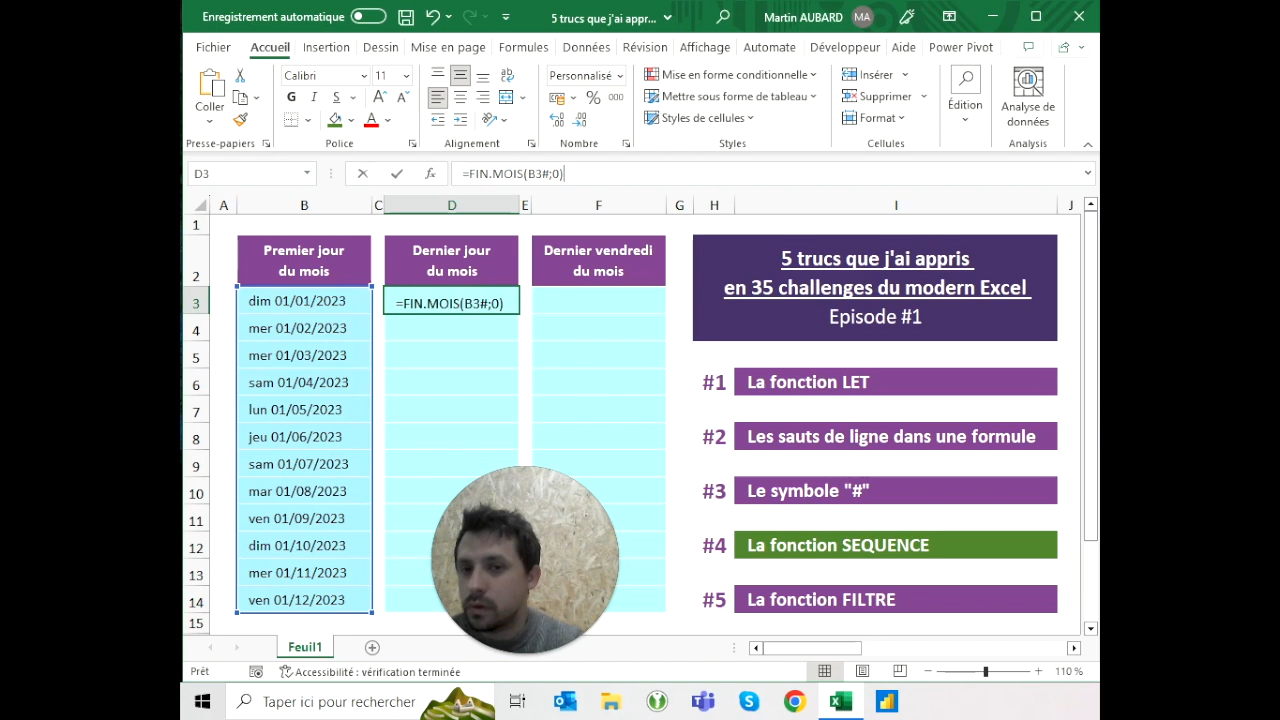 Enregistrement automatique
5 trucs que j'ai appr...
Martin AUBARD
MA
Fichier
Accueil
Insertion
Dessin
Mise en page
Formules
Données
Révision
Affichage
Automate
Développeur
Aide
Power Pivot
Coller
Calibri
11
G I S
Personnalisé
% 000
Mise en forme conditionnelle
Mettre sous forme de tableau
Styles de cellules
Insérer
Supprimer
Format
Édition
Analyse de
données
Presse-papiers
Police
Alignement
Nombre
Styles
Cellules
Analysis
D3
fx
=FIN.MOIS(B3#;0)
A B C D E F G H I J
1
2
3
4
5
6
7
8
9
10
11
12
13
14
15
Premier jour
du mois
dim 01/01/2023
mer 01/02/2023
mer 01/03/2023
sam 01/04/2023
lun 01/05/2023
jeu 01/06/2023
sam 01/07/2023
mar 01/08/2023
ven 01/09/2023
dim 01/10/2023
mer 01/11/2023
ven 01/12/2023
Dernier jour
du mois
=FIN.MOIS(B3#;0)
Dernier vendredi
du mois
5 trucs que j'ai appris
en 35 challenges du modern Excel
Episode #1
#1 La fonction LET
#2 Les sauts de ligne dans une formule
#3 Le symbole "#"
#4 La fonction SEQUENCE
#5 La fonction FILTRE
Feuil1
Prêt
Accessibilité : vérification terminée
110 %
Taper ici pour rechercher